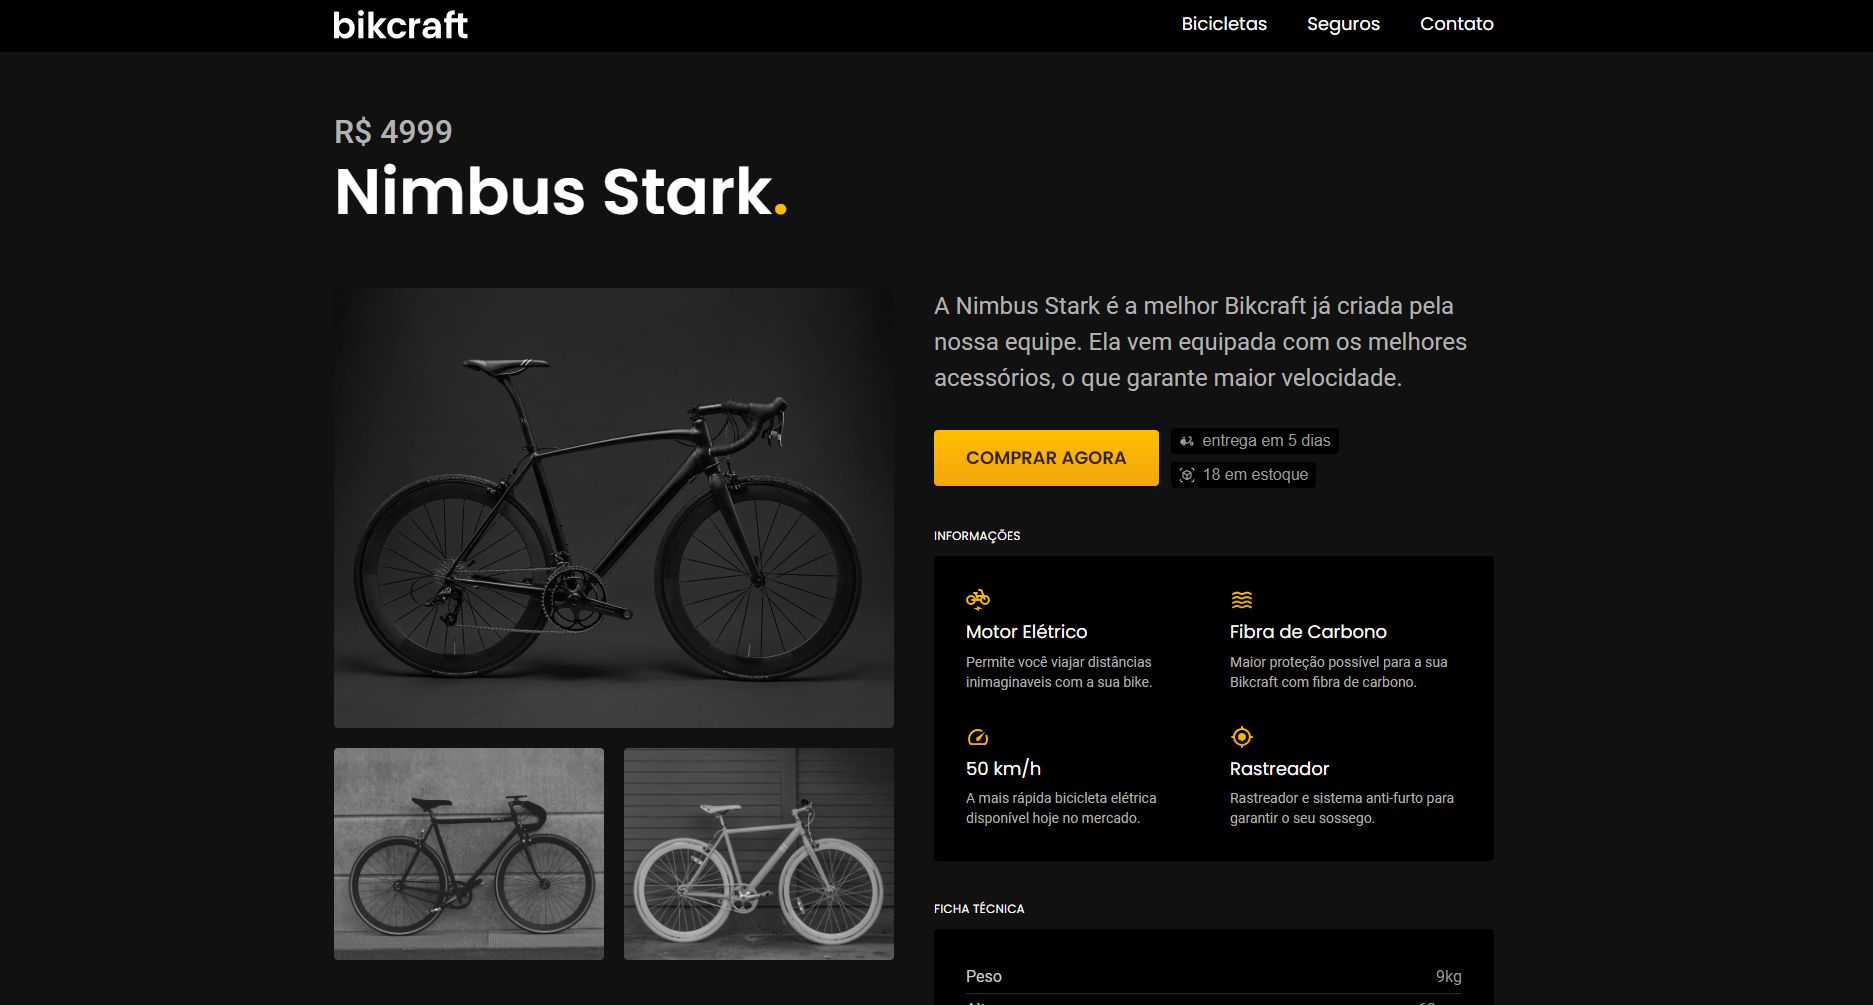 bikcraft
Bicicletas
Seguros
Contato
R$ 4999
Nimbus Stark.
A Nimbus Stark é a melhor Bikcraft já criada pela
nossa equipe. Ela vem equipada com os melhores
acessórios, o que garante maior velocidade.
COMPRAR AGORA
entrega em 5 dias
18 em estoque
INFORMAÇÕES
Motor Elétrico
Permite você viajar distâncias
inimaginaveis com a sua bike.
Fibra de Carbono
Maior proteção possível para a sua
Bikcraft com fibra de carbono.
50 km/h
A mais rápida bicicleta elétrica
disponível hoje no mercado.
Rastreador
Rastreador e sistema anti-furto para
garantir o seu sossego.
FICHA TÉCNICA
Peso
9kg